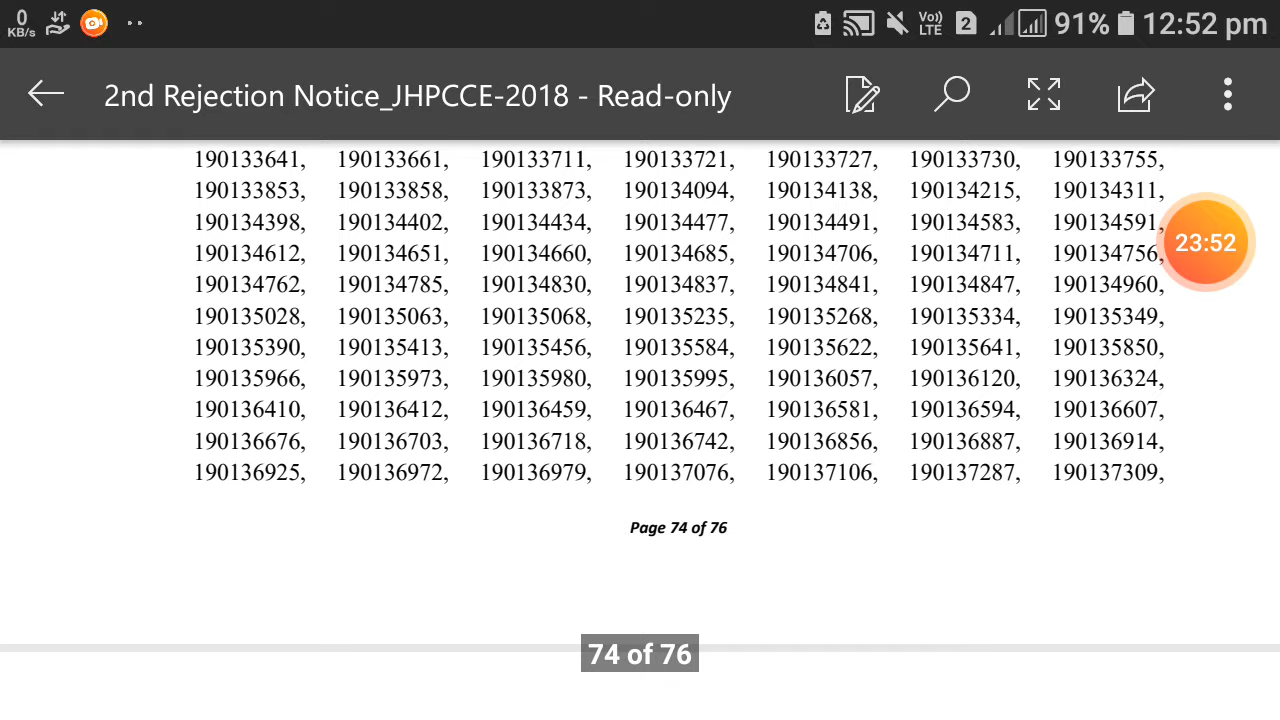 0 KB/s Vo)) LTE 2 91% 12:52 pm
2nd Rejection Notice_JHPCCE-2018 - Read-only
190133641, 190133661, 190133711, 190133721, 190133727, 190133730, 190133755,
190133853, 190133858, 190133873, 190134094, 190134138, 190134215, 190134311,
190134398, 190134402, 190134434, 190134477, 190134491, 190134583, 190134591,
190134612, 190134651, 190134660, 190134685, 190134706, 190134711, 190134756,
23:52
190134762, 190134785, 190134830, 190134837, 190134841, 190134847, 190134960,
190135028, 190135063, 190135068, 190135235, 190135268, 190135334, 190135349,
190135390, 190135413, 190135456, 190135584, 190135622, 190135641, 190135850,
190135966, 190135973, 190135980, 190135995, 190136057, 190136120, 190136324,
190136410, 190136412, 190136459, 190136467, 190136581, 190136594, 190136607,
190136676, 190136703, 190136718, 190136742, 190136856, 190136887, 190136914,
190136925, 190136972, 190136979, 190137076, 190137106, 190137287, 190137309,
Page 74 of 76
74 of 76